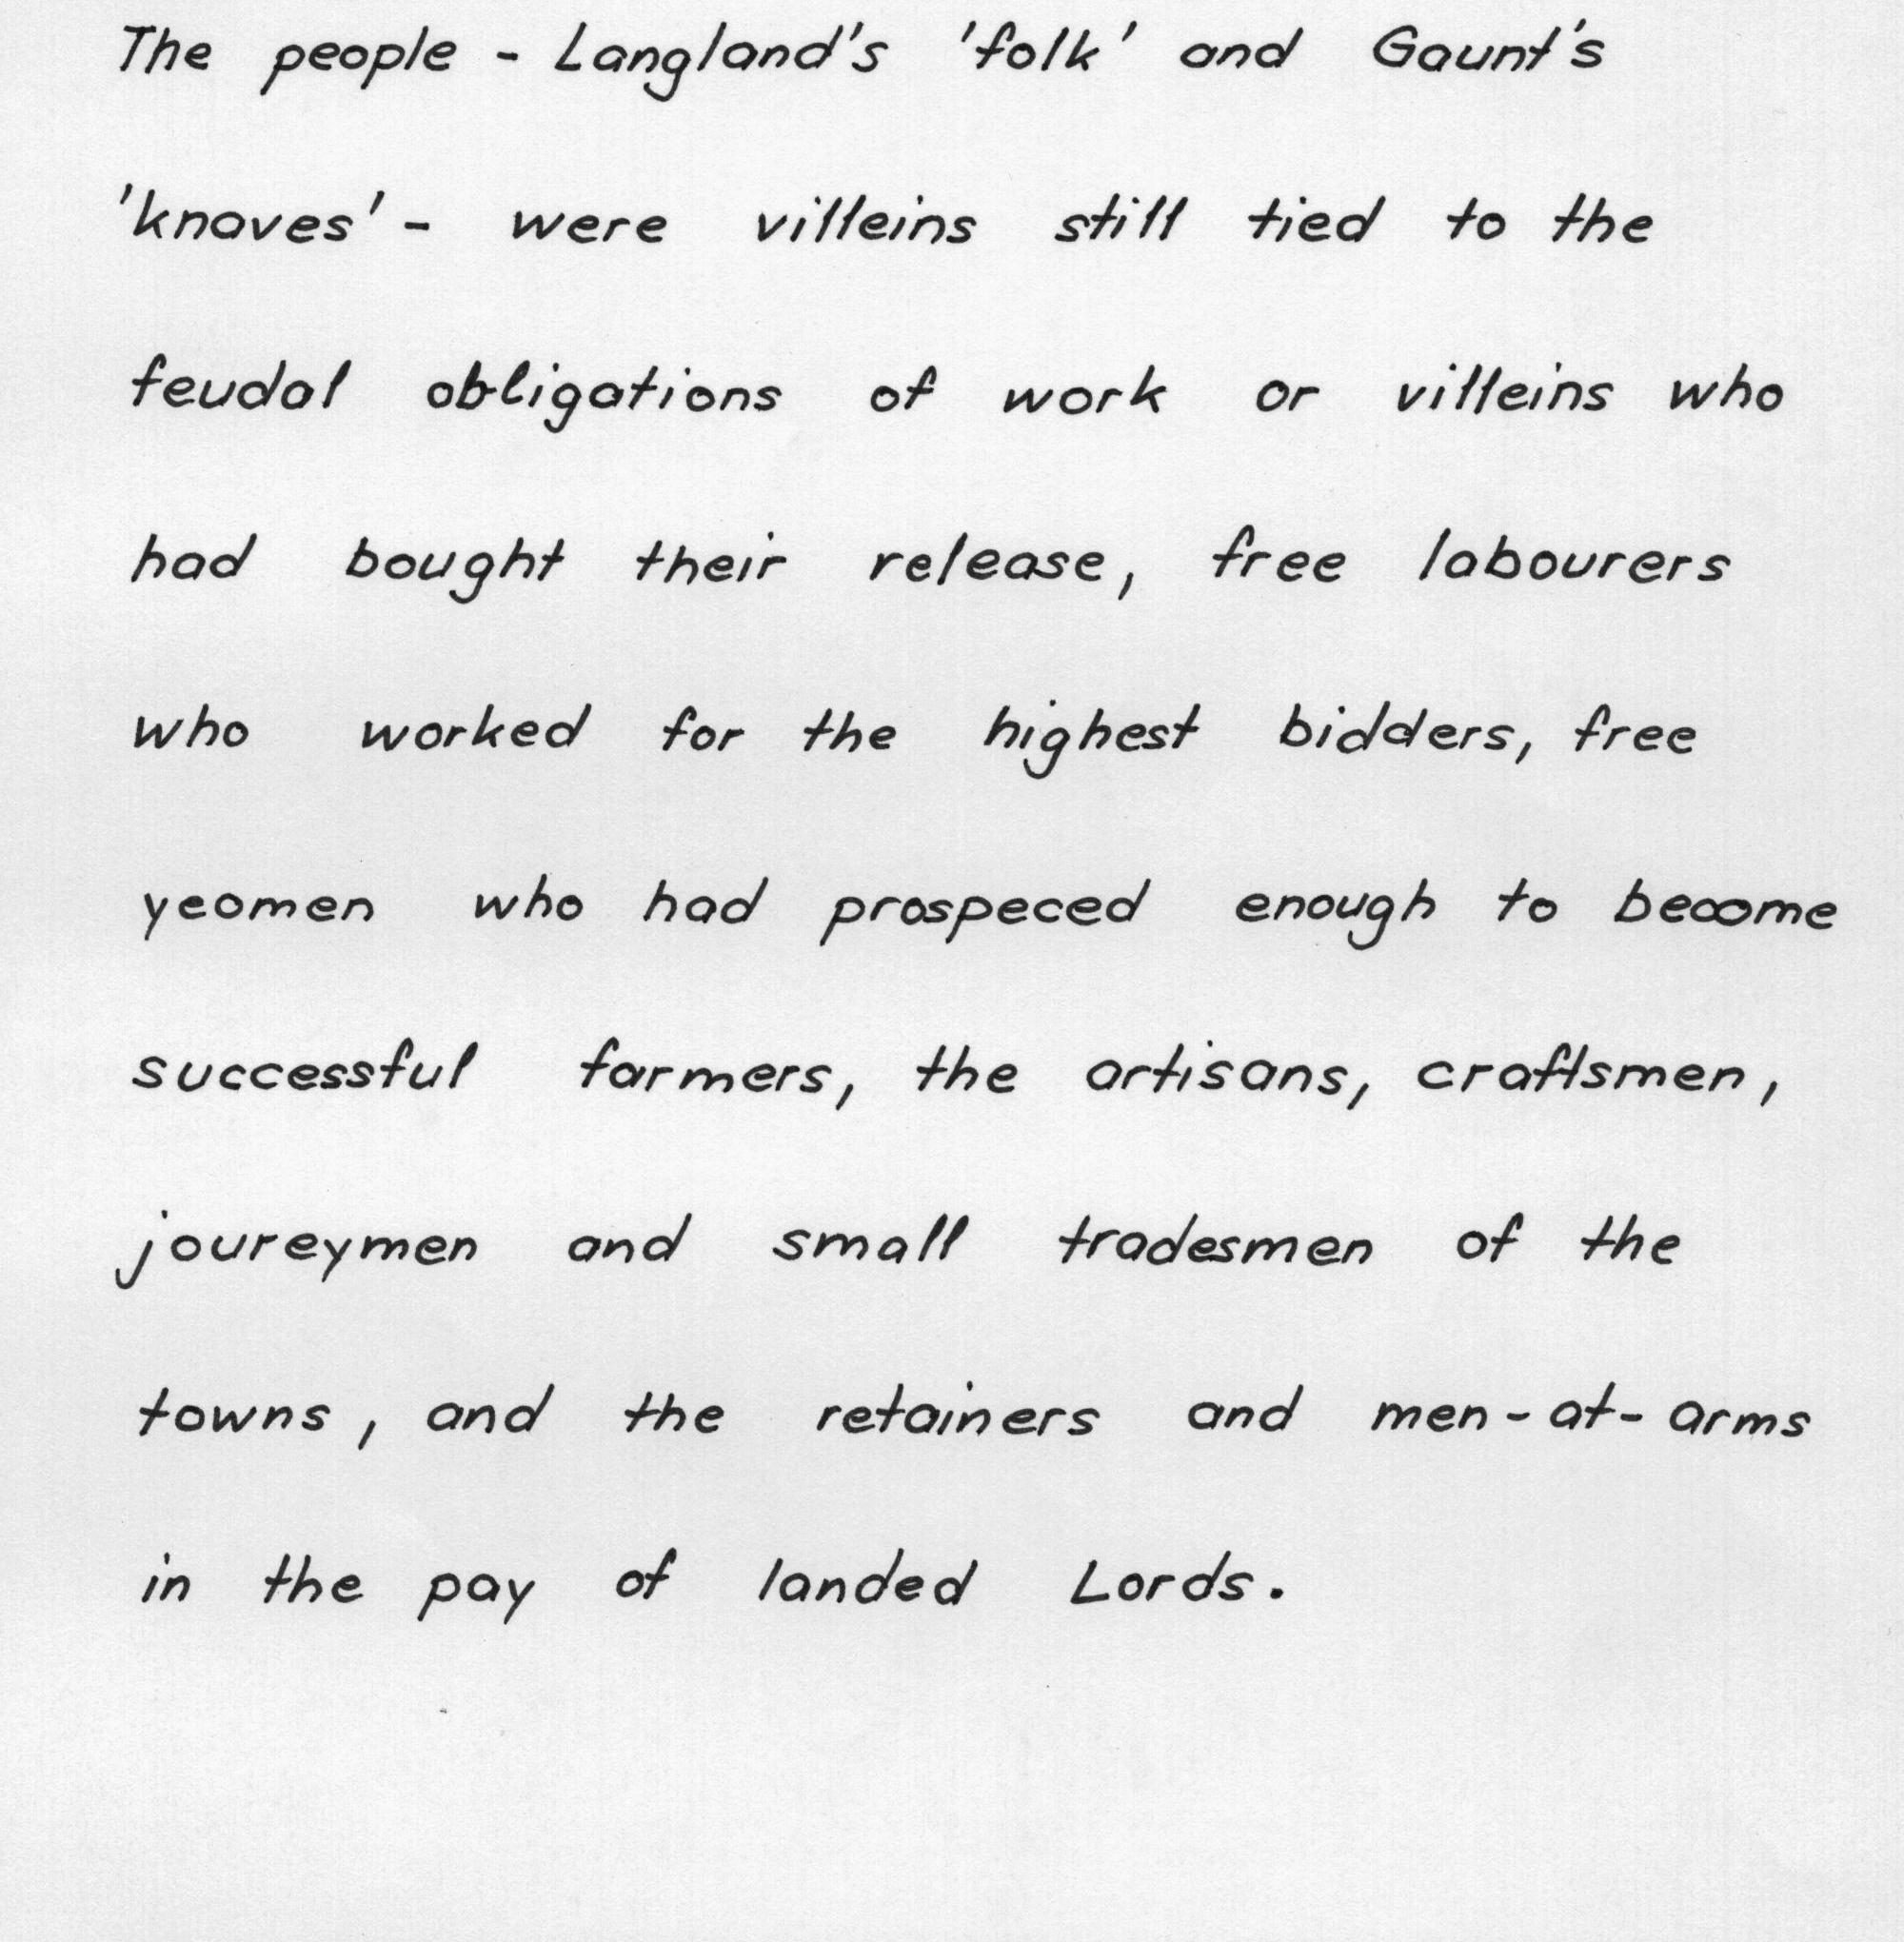 The people - Langland's 'folk' and Gaunt's
'knaves' - were villeins still tied to the
feudal obligations of work or villeins who
had bought their release, free labourers
who worked for the highest bidders, free
yeomen who had prospeced enough to become
successful farmers, the artisans, craftsmen,
joureymen and small tradesmen of the
towns, and the retainers and men-at-arms
in the pay of landed Lords.